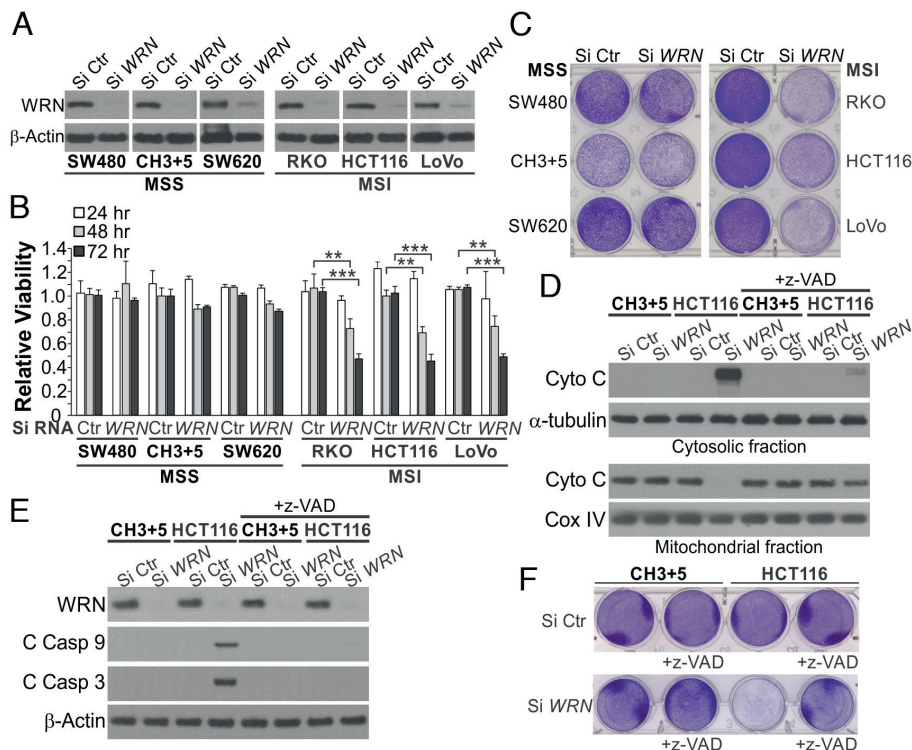 A
Si Ctr Si WRN Si Ctr Si WRN Si Ctr Si WRN Si Ctr Si WRN Si Ctr Si WRN Si Ctr Si WRN
WRN
β-Actin
SW480 CH3+5 SW620 RKO HCT116 LoVo
MSS MSI
B
24 hr
48 hr
72 hr
Relative Viability
1.4
1.2
1.0
0.8
0.6
0.4
0.2
0
** *** *** ** ** ***
Si RNA Ctr WRN Ctr WRN Ctr WRN Ctr WRN Ctr WRN Ctr WRN
SW480 CH3+5 SW620 RKO HCT116 LoVo
MSS MSI
C
Si Ctr Si WRN Si Ctr Si WRN
MSS MSI
SW480 RKO
CH3+5 HCT116
SW620 LoVo
D
+z-VAD
CH3+5 HCT116 CH3+5 HCT116
Si Ctr Si WRN Si Ctr Si WRN Si Ctr Si WRN Si Ctr Si WRN
Cyto C
α-tubulin
Cytosolic fraction
Cyto C
Cox IV
Mitochondrial fraction
E
+z-VAD
CH3+5 HCT116 CH3+5 HCT116
Si Ctr Si WRN Si Ctr Si WRN Si Ctr Si WRN Si Ctr Si WRN
WRN
C Casp 9
C Casp 3
β-Actin
F
CH3+5 HCT116
Si Ctr
+z-VAD +z-VAD
Si WRN
+z-VAD +z-VAD